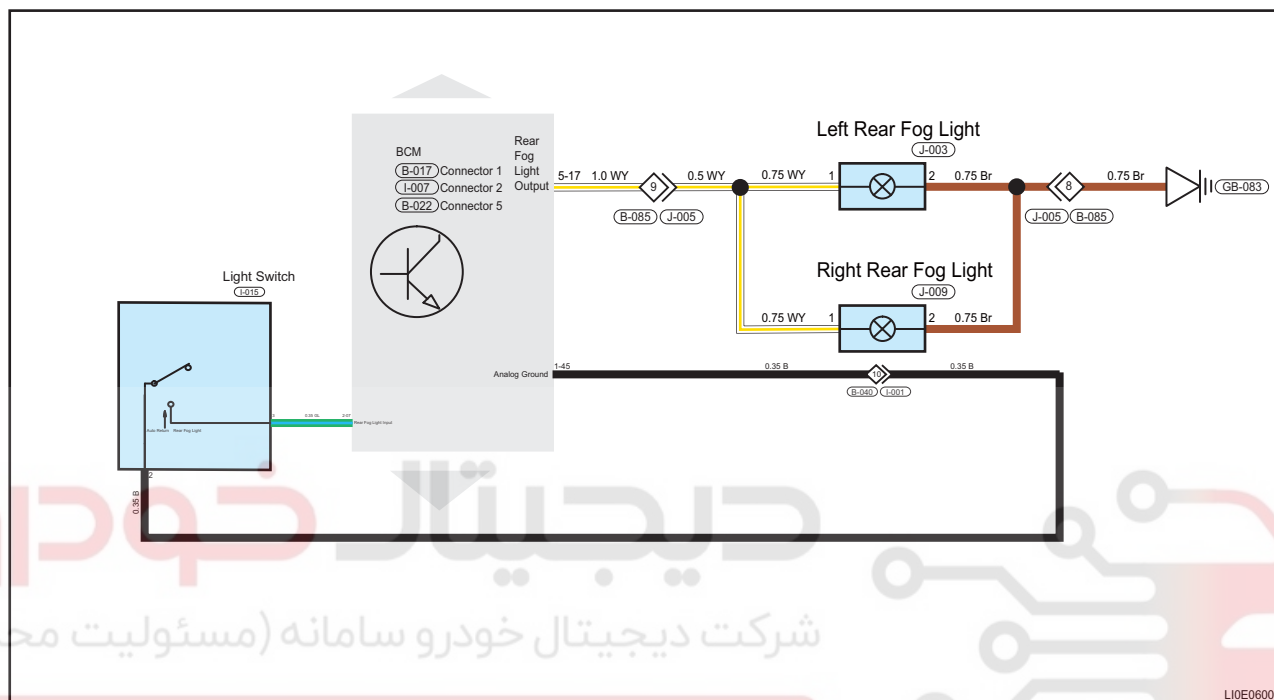 Left Rear Fog Light
J-003
Rear
Fog
Light
Output
BCM
B-017 Connector 1
I-007 Connector 2
B-022 Connector 5
5-17 1.0 WY
9
0.5 WY
0.75 WY
1
2
0.75 Br
8
0.75 Br
GB-083
B-085 J-005
J-005 B-085
Right Rear Fog Light
J-009
Light Switch
I-015
0.75 WY
1
2
0.75 Br
Analog Ground
1-45
0.35 B
10
0.35 B
B-040 I-001
2-07
Rear Fog Light Input
Auto Return Rear Fog Light
2
0.35 B
دیجیتال خودرو
شرکت دیجیتال خودرو سامانه (مسئولیت
LI0E0600